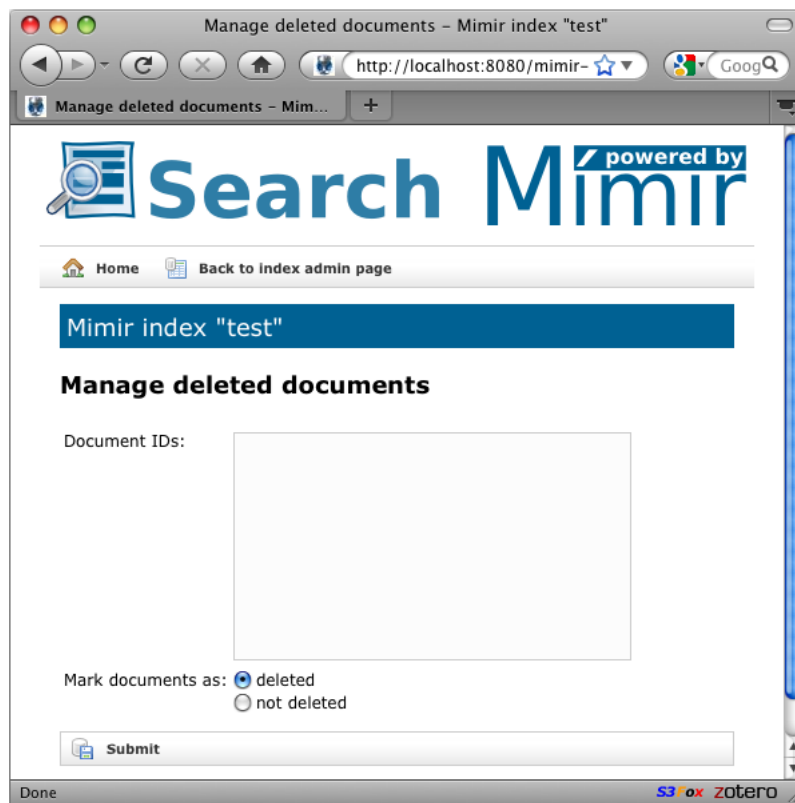 Manage deleted documents – Mimir index "test"
http://localhost:8080/mimir-
Goog
Manage deleted documents – Mim...
+
Search
powered by
Mimir
Home
Back to index admin page
Mimir index "test"
Manage deleted documents
Document IDs:
Mark documents as:
deleted
not deleted
Submit
Done
S3Fox
zotero